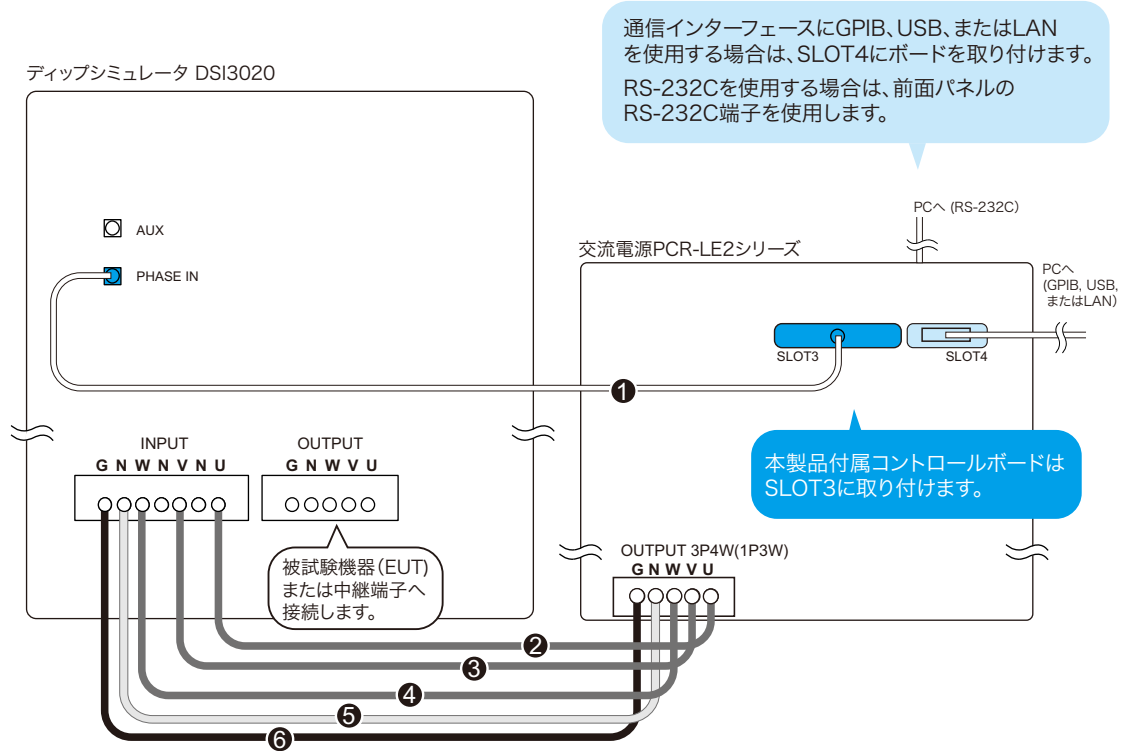 通信インターフェースにGPIB、USB、またはLAN
を使用する場合は、SLOT4にボードを取り付けます。
RS-232Cを使用する場合は、前面パネルの
RS-232C端子を使用します。
ディップシミュレータ DSI3020
AUX
PHASE IN
PCへ (RS-232C)
交流電源PCR-LE2シリーズ
PCへ
(GPIB, USB,
またはLAN)
SLOT3
SLOT4
1
本製品付属コントロールボードは
SLOT3に取り付けます。
INPUT
G N W N V N U
OUTPUT
G N W V U
被試験機器(EUT)
または中継端子へ
接続します。
OUTPUT 3P4W(1P3W)
G N W V U
2
3
4
5
6